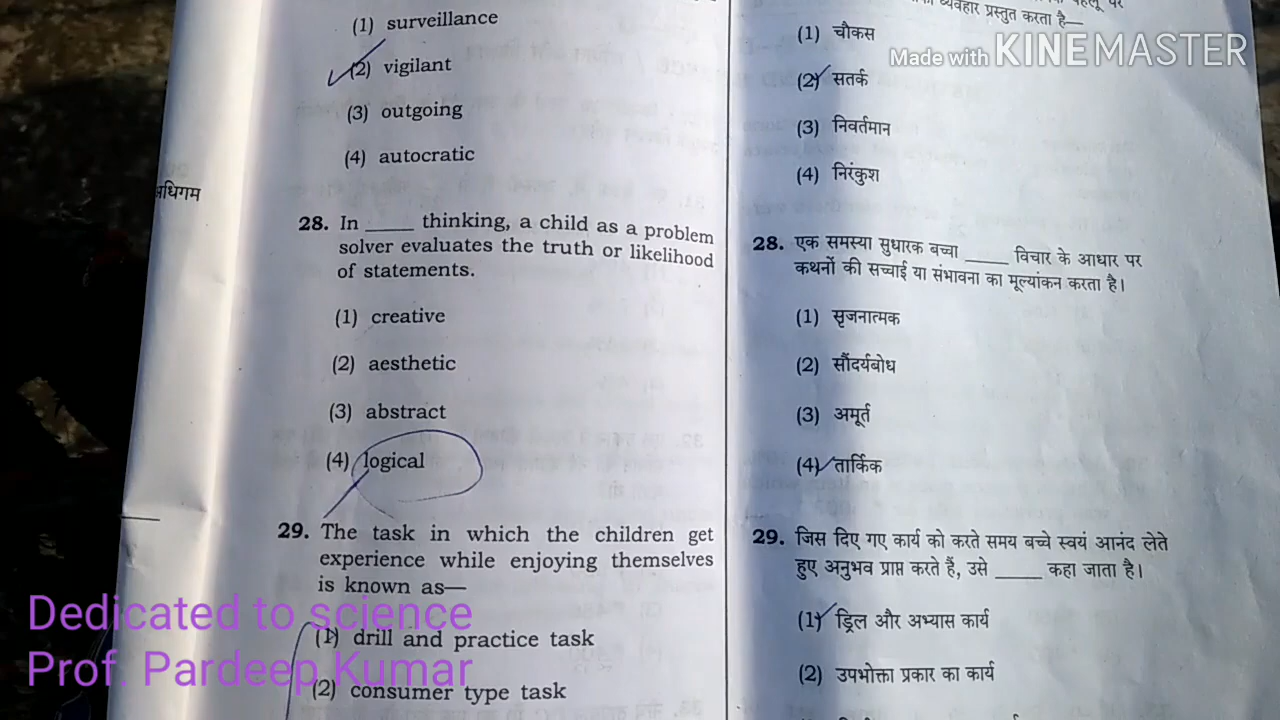 (1) surveillance
(2) vigilant
(3) outgoing
(4) autocratic
28. In ____ thinking, a child as a problem
solver evaluates the truth or likelihood
of statements.
(1) creative
(2) aesthetic
(3) abstract
(4) logical
29. The task in which the children get
experience while enjoying themselves
is known as—
(1) drill and practice task
(2) consumer type task
व्यवहार प्रस्तुत करता है—
(1) चौकस
(2) सतर्क
(3) निवर्तमान
(4) निरंकुश
28. एक समस्या सुधारक बच्चा ____ विचार के आधार पर
कथनों की सच्चाई या संभावना का मूल्यांकन करता है।
(1) सृजनात्मक
(2) सौंदर्यबोध
(3) अमूर्त
(4) तार्किक
29. जिस दिए गए कार्य को करते समय बच्चे स्वयं आनंद लेते
हुए अनुभव प्राप्त करते हैं, उसे ____ कहा जाता है।
(1) ड्रिल और अभ्यास कार्य
(2) उपभोक्ता प्रकार का कार्य
अधिगम
Made with KINEMASTER
Dedicated to science
Prof. Pardeep Kumar